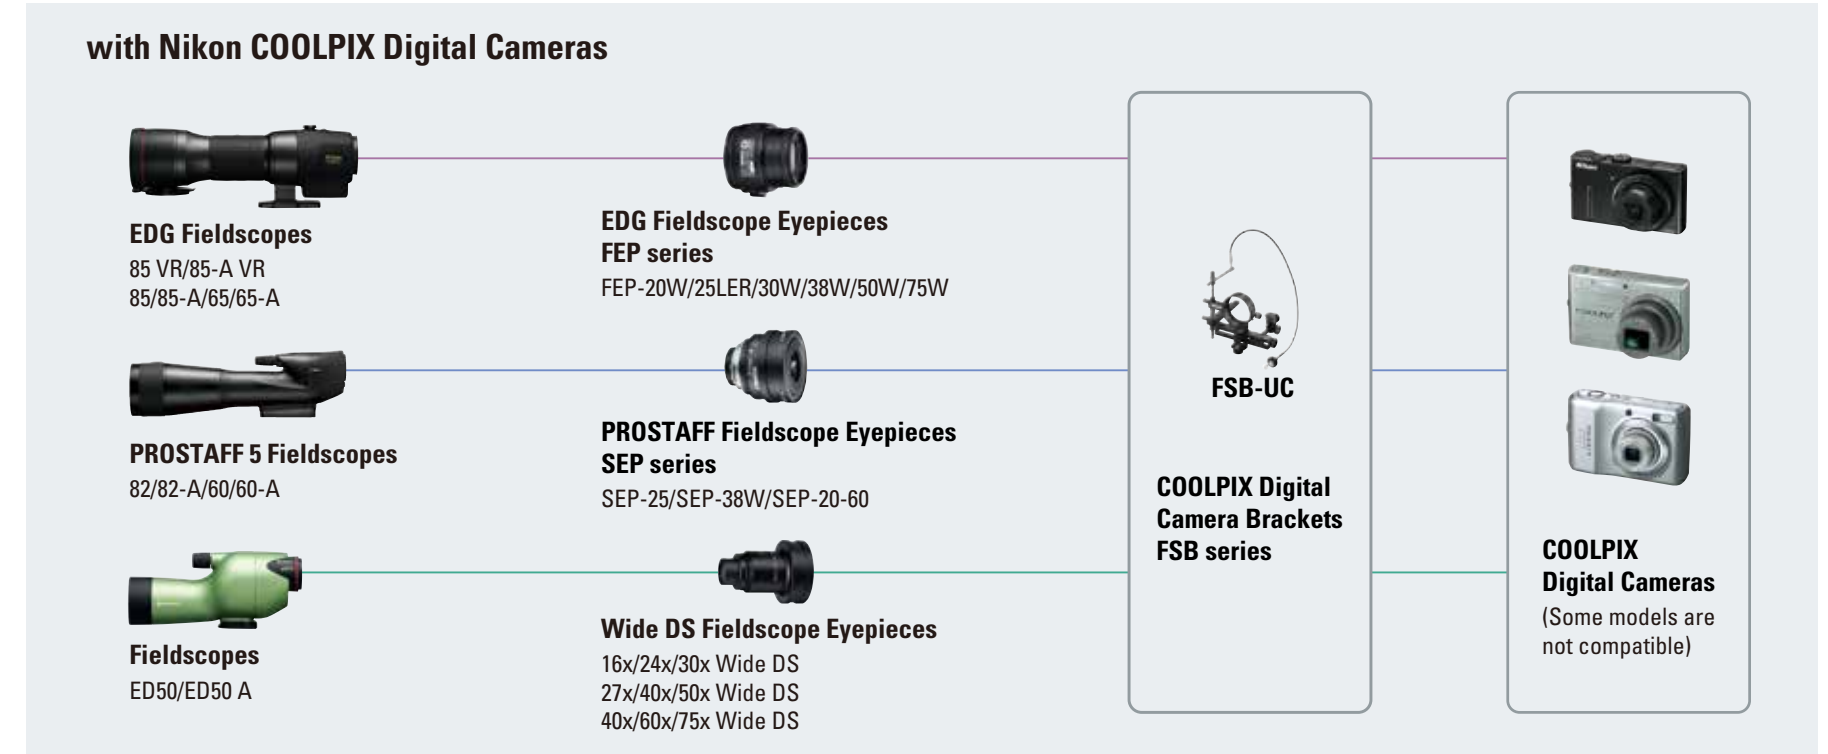 with Nikon COOLPIX Digital Cameras
EDG Fieldscopes
85 VR/85-A VR
85/85-A/65/65-A
EDG Fieldscope Eyepieces
FEP series
FEP-20W/25LER/30W/38W/50W/75W
PROSTAFF 5 Fieldscopes
82/82-A/60/60-A
PROSTAFF Fieldscope Eyepieces
SEP series
SEP-25/SEP-38W/SEP-20-60
Fieldscopes
ED50/ED50 A
Wide DS Fieldscope Eyepieces
16x/24x/30x Wide DS
27x/40x/50x Wide DS
40x/60x/75x Wide DS
FSB-UC
COOLPIX Digital
Camera Brackets
FSB series
Nikon
COOLPIX
COOLPIX
Digital Cameras
(Some models are
not compatible)